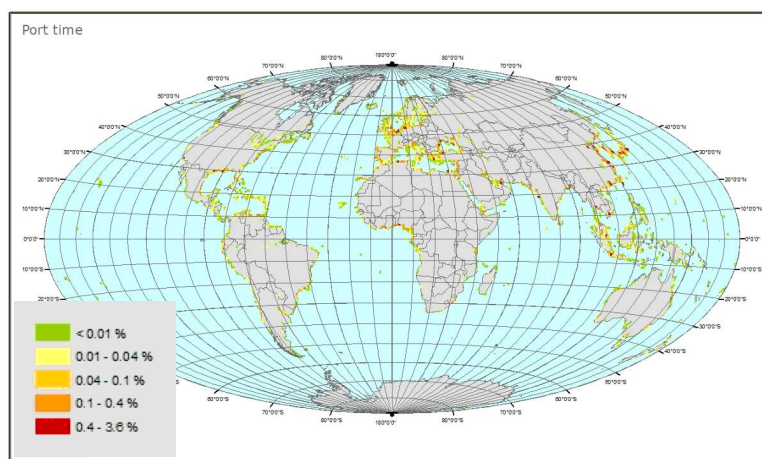 Port time
180°0'0"
80°0'0"N
80°0'0"N
70°0'0"N
70°0'0"N
60°0'0"N
60°0'0"N
50°0'0"N
50°0'0"N
40°0'0"N
40°0'0"N
30°0'0"N
30°0'0"N
20°0'0"N
20°0'0"N
10°0'0"N
10°0'0"N
0°0'0"
0°0'0"
10°0'0"S
10°0'0"S
20°0'0"S
20°0'0"S
30°0'0"S
40°0'0"S
50°0'0"S
60°0'0"S
60°0'0"S
70°0'0"S
70°0'0"S
80°0'0"S
80°0'0"S
180°0'0"
< 0.01 %
0.01 - 0.04 %
0.04 - 0.1 %
0.1 - 0.4 %
0.4 - 3.6 %